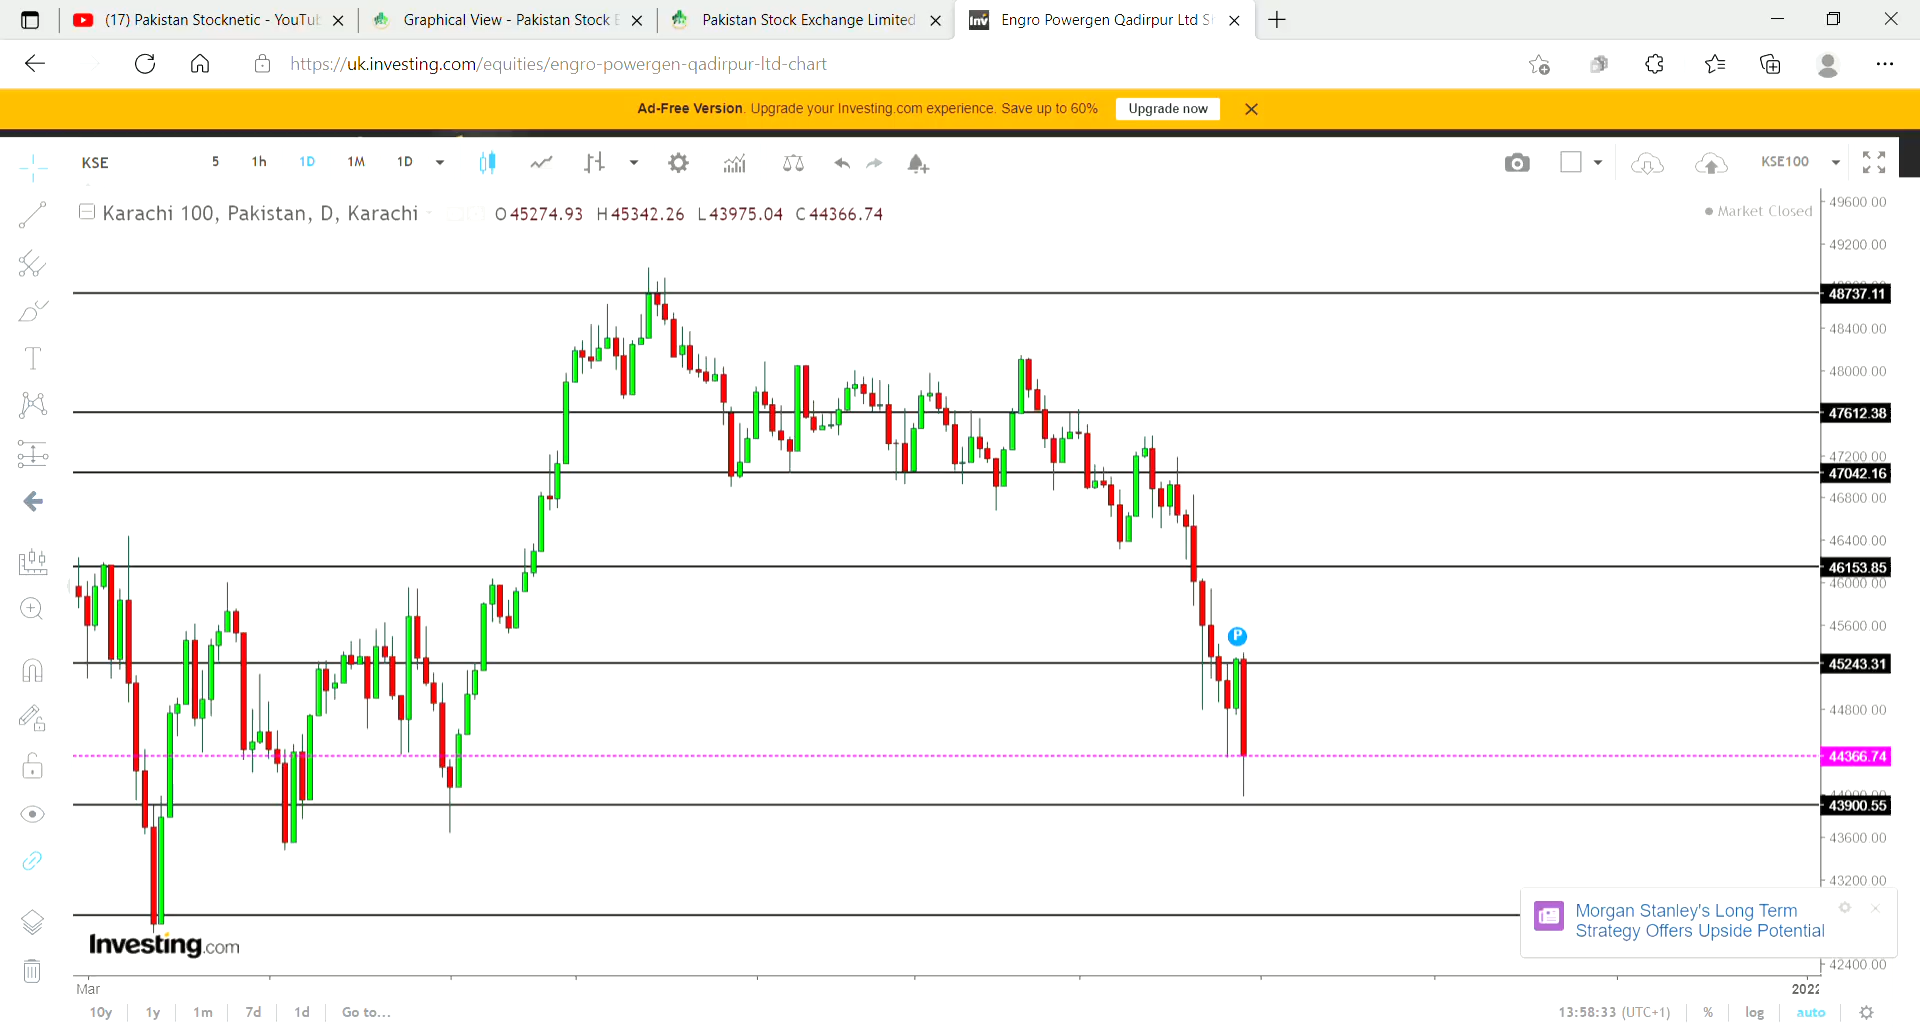 (17) Pakistan Stocknetic - YouTub
Graphical View - Pakistan Stock E
Pakistan Stock Exchange Limited
Inv
Engro Powergen Qadirpur Ltd S
https://uk.investing.com/equities/engro-powergen-qadirpur-ltd-chart
Ad-Free Version. Upgrade your Investing.com experience. Save up to 60%
Upgrade now
KSE
5
1h
1D
1M
1D
KSE100
Karachi 100, Pakistan, D, Karachi
O 45274.93 H 45342.26 L 43975.04 C 44366.74
Market Closed
49600.00
49200.00
48737.11
48400.00
48000.00
47612.38
47200.00
47042.16
46800.00
46400.00
46153.85
46000.00
45600.00
45243.31
44800.00
44366.74
43900.55
43600.00
43200.00
42400.00
P
T
Morgan Stanley's Long Term
Strategy Offers Upside Potential
Investing.com
Mar
2022
10y
1y
1m
7d
1d
Go to...
13:58:33 (UTC+1)
%
log
auto